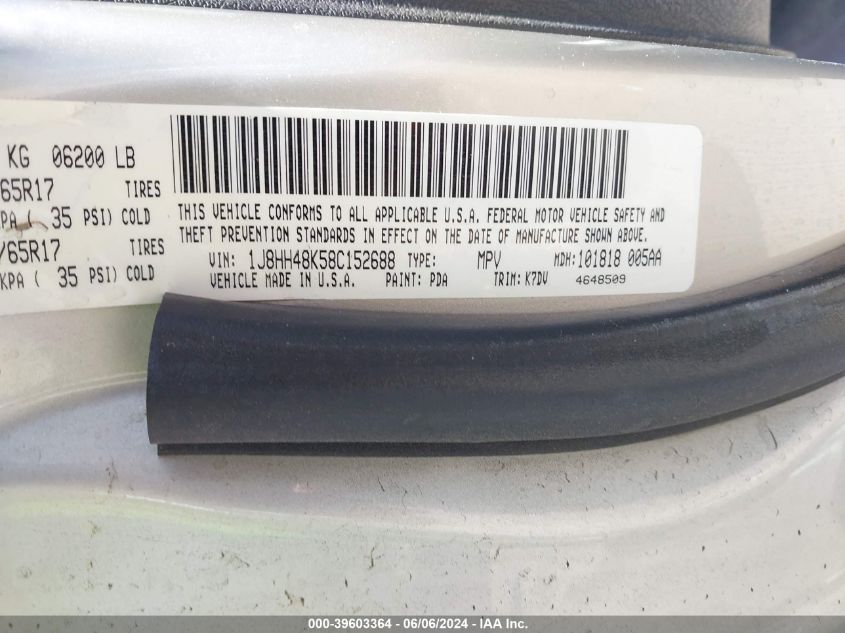 KG 06200 LB
65R17 TIRES
PA ( 35 PSI) COLD
/65R17 TIRES
KPA ( 35 PSI) COLD
THIS VEHICLE CONFORMS TO ALL APPLICABLE U.S.A. FEDERAL MOTOR VEHICLE SAFETY AND
THEFT PREVENTION STANDARDS IN EFFECT ON THE DATE OF MANUFACTURE SHOWN ABOVE.
VIN: 1J8HH48K58C152688 TYPE: MPV MDH:101818 005AA
VEHICLE MADE IN U.S.A. PAINT: PDA TRIM: K7DV 4648509
000-39603364 - 06/06/2024 - IAA Inc.